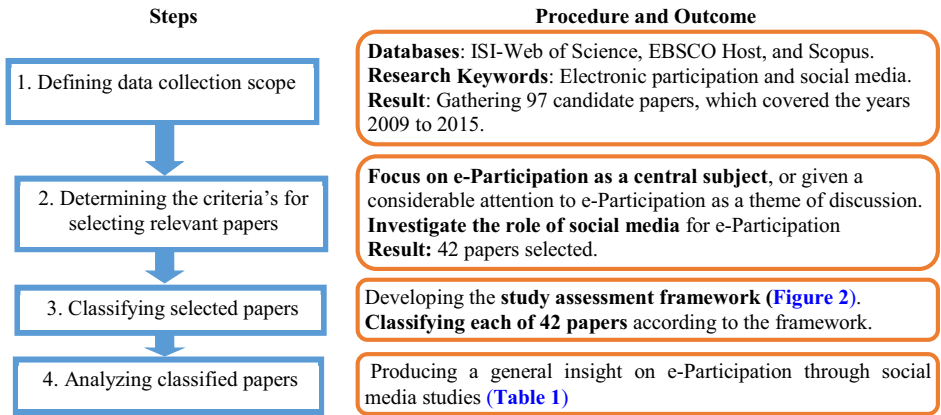 Steps
Procedure and Outcome
1. Defining data collection scope
Databases: ISI-Web of Science, EBSCO Host, and Scopus.
Research Keywords: Electronic participation and social media.
Result: Gathering 97 candidate papers, which covered the years
2009 to 2015.
2. Determining the criteria's for
selecting relevant papers
Focus on e-Participation as a central subject, or given a
considerable attention to e-Participation as a theme of discussion.
Investigate the role of social media for e-Participation
Result: 42 papers selected.
3. Classifying selected papers
Developing the study assessment framework (Figure 2).
Classifying each of 42 papers according to the framework.
4. Analyzing classified papers
Producing a general insight on e-Participation through social
media studies (Table 1)